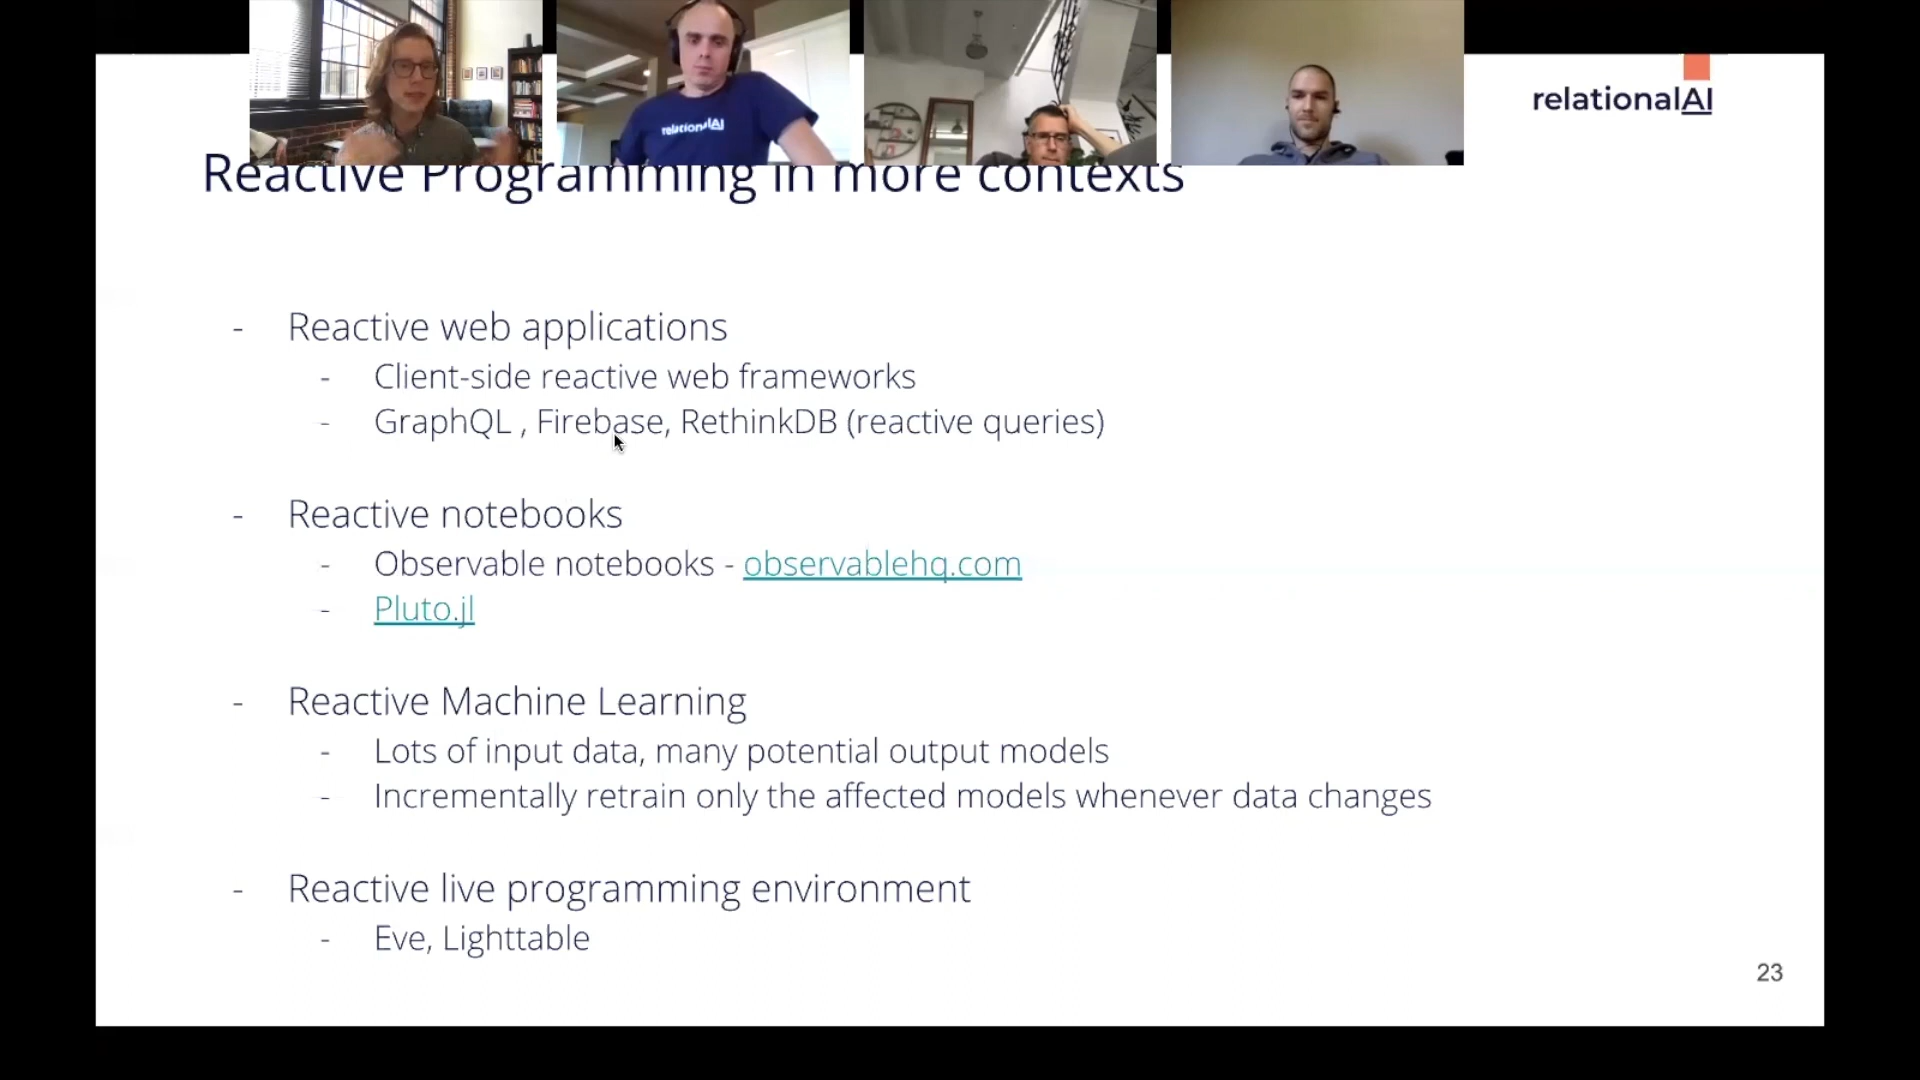 relationalAI
relationalAI
Reactive Programming in more contexts
- Reactive web applications
- Client-side reactive web frameworks
- GraphQL , Firebase, RethinkDB (reactive queries)
- Reactive notebooks
- Observable notebooks - observablehq.com
- Pluto.jl
- Reactive Machine Learning
- Lots of input data, many potential output models
- Incrementally retrain only the affected models whenever data changes
- Reactive live programming environment
- Eve, Lighttable
23